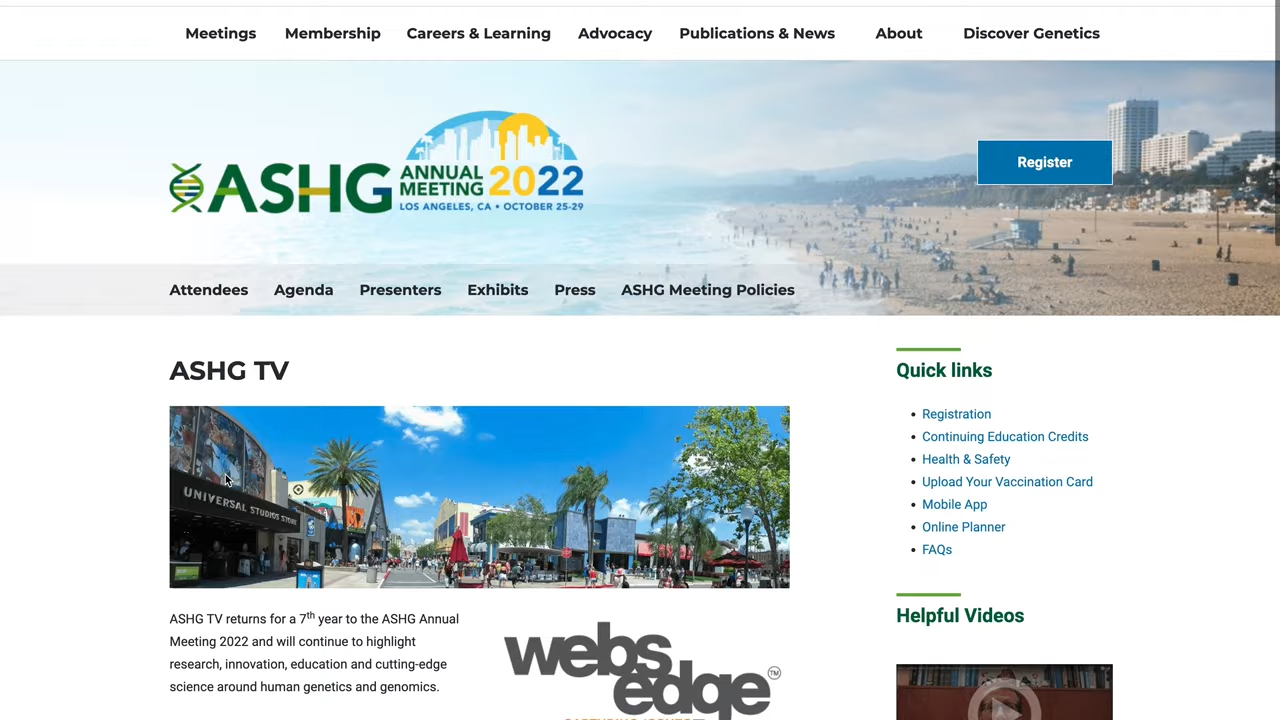 Meetings Membership Careers & Learning Advocacy Publications & News About Discover Genetics
ASHG
ANNUAL
MEETING 2022
LOS ANGELES, CA • OCTOBER 25-29
Register
Attendees Agenda Presenters Exhibits Press ASHG Meeting Policies
ASHG TV
UNIVERSAL STUDIOS STORE
ASHG TV returns for a 7th year to the ASHG Annual
Meeting 2022 and will continue to highlight
research, innovation, education and cutting-edge
science around human genetics and genomics.
webs
edge™
Quick links
Registration
Continuing Education Credits
Health & Safety
Upload Your Vaccination Card
Mobile App
Online Planner
FAQs
Helpful Videos